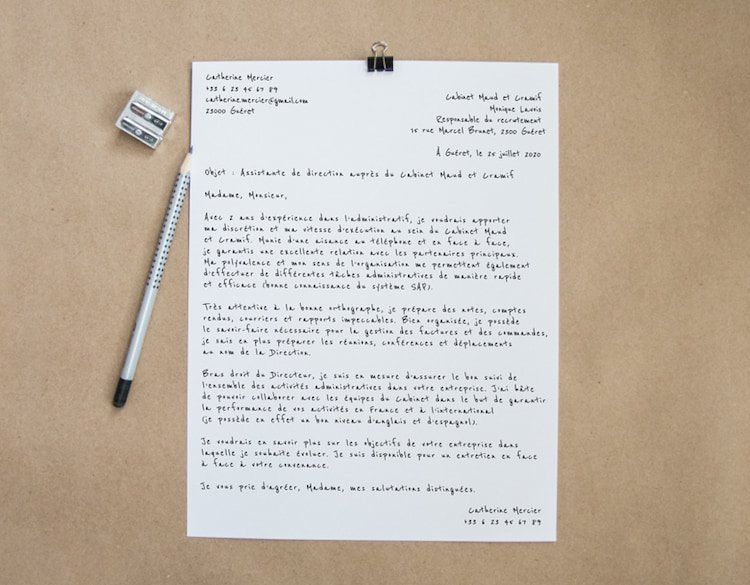 Catherine Mercier
+33 6 23 45 67 89
catherine.mercier@gmail.com
23000 Guéret
Cabinet Maud et Cramif
Monique Lavois
Responsable du recrutement
15 rue Marcel Brunet, 2300 Guéret
À Guéret, le 25 juillet 2020
Objet : Assistante de direction auprès du Cabinet Maud et Cramif
Madame, Monsieur,
Avec 2 ans d'expérience dans l'administratif, je voudrais apporter
ma discrétion et ma vitesse d'exécution au sein du Cabinet Maud
et Cramif. Munie d'une aisance au téléphone et en face à face,
je garantis une excellente relation avec les partenaires principaux.
Ma polyvalence et mon sens de l'organisation me permettent également
d'effectuer de différentes tâches administratives de manière rapide
et efficace (bonne connaissance du système SAP).
Très attentive à la bonne orthographe, je prépare des notes, comptes
rendus, courriers et rapports impeccables. Bien organisée, je possède
le savoir-faire nécessaire pour la gestion des factures et des commandes,
je sais en plus préparer les réunions, conférences et déplacements
au nom de la Direction.
Bras droit du Directeur, je suis en mesure d'assurer le bon suivi de
l'ensemble des activités administratives dans votre entreprise. J'ai hâte
de pouvoir collaborer avec les équipes du Cabinet dans le but de garantir
la performance de vos activités en France et à l'international
(je possède en effet un bon niveau d'anglais et d'espagnol).
Je voudrais en savoir plus sur les objectifs de votre entreprise dans
laquelle je souhaite évoluer. Je suis disponible pour un entretien en face
à face à votre convenance.
Je vous prie d'agréer, Madame, mes salutations distinguées.
Catherine Mercier
+33 6 23 45 67 89